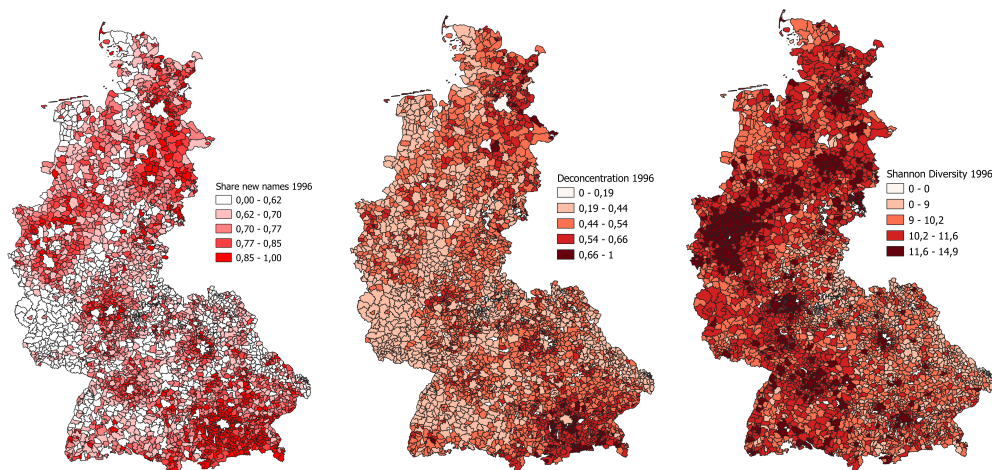 Share new names 1996
0,00 - 0,62
0,62 - 0,70
0,70 - 0,77
0,77 - 0,85
0,85 - 1,00
Deconcentration 1996
0 - 0,19
0,19 - 0,44
0,44 - 0,54
0,54 - 0,66
0,66 - 1
Shannon Diversity 1996
0 - 0
0 - 9
9 - 10,2
10,2 - 11,6
11,6 - 14,9